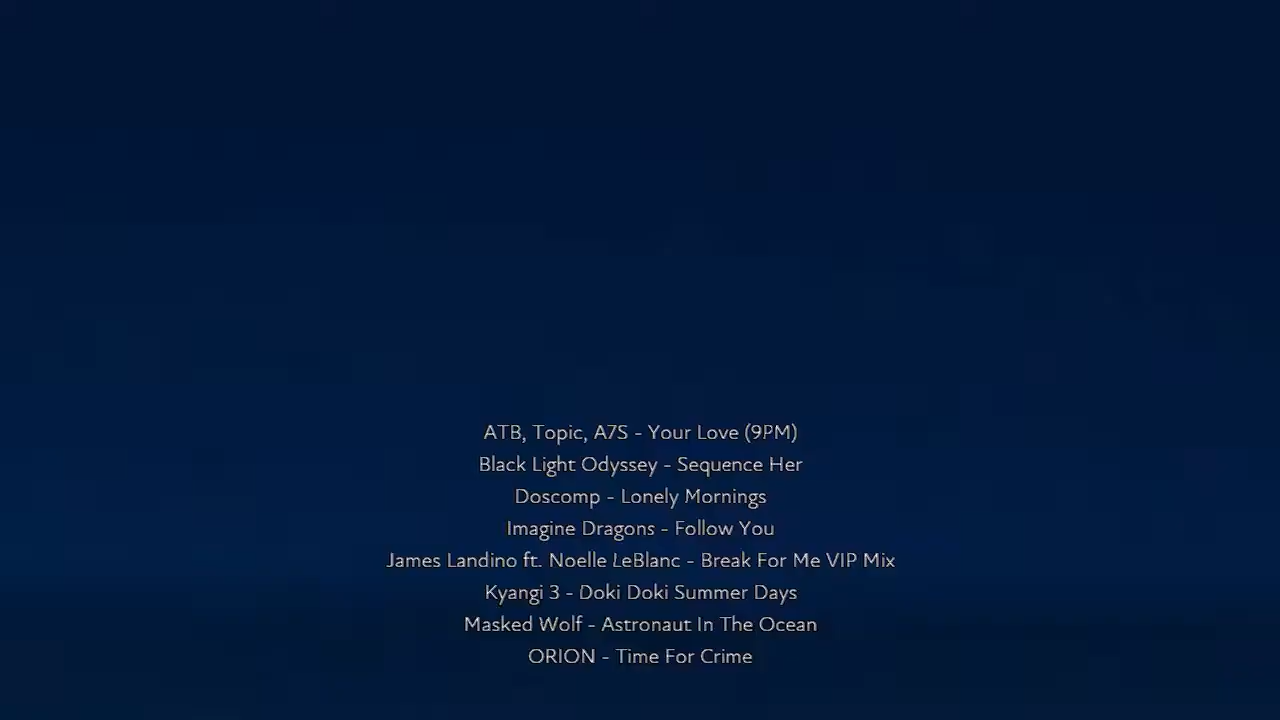 ATB, Topic, A7S - Your Love (9PM)
Black Light Odyssey - Sequence Her
Doscomp - Lonely Mornings
Imagine Dragons - Follow You
James Landino ft. Noelle LeBlanc - Break For Me VIP Mix
Kyangi 3 - Doki Doki Summer Days
Masked Wolf - Astronaut In The Ocean
ORION - Time For Crime